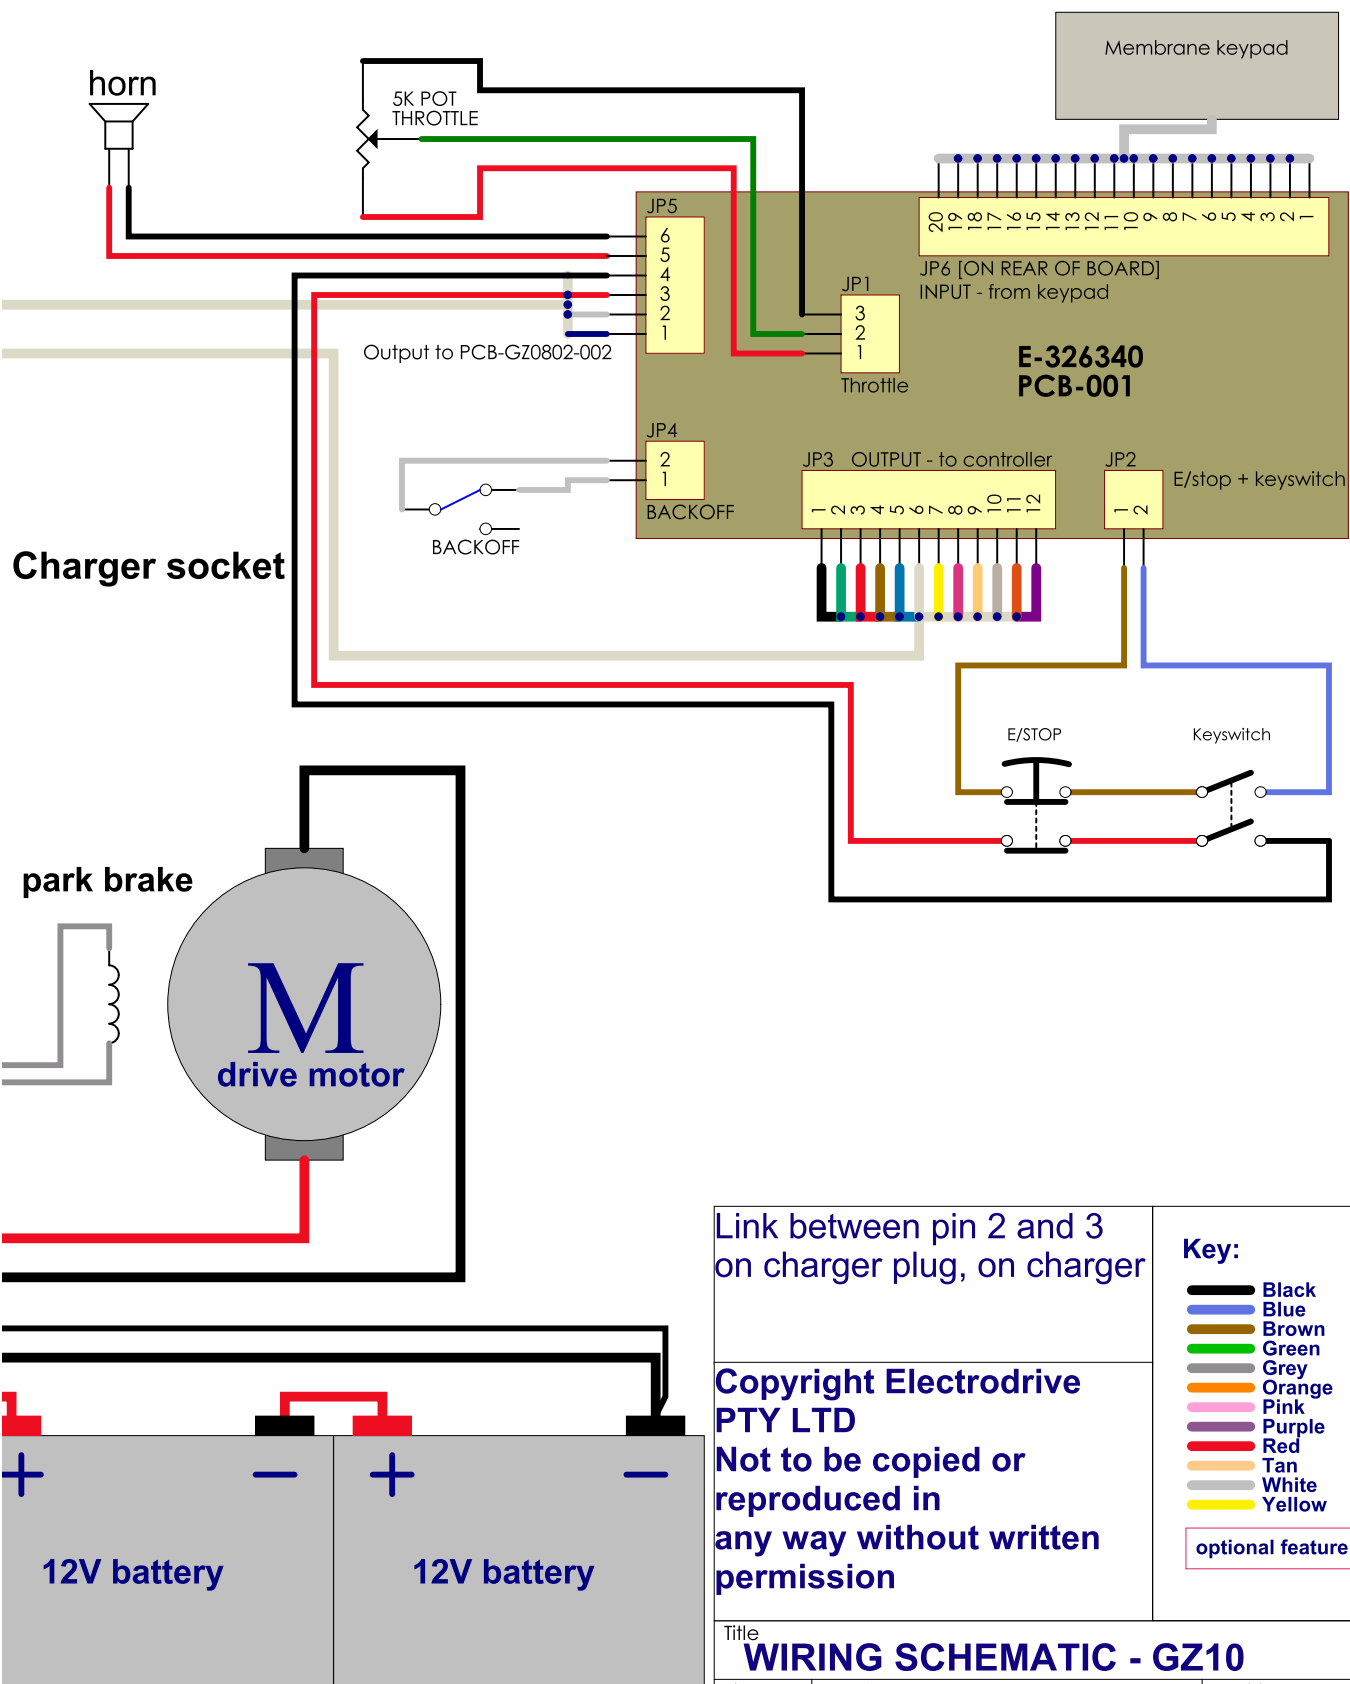 Membrane keypad
horn
5K POT
THROTTLE
JP5
6
5
4
3
2
1
20 19 18 17 16 15 14 13 12 11 10 9 8 7 6 5 4 3 2 1
JP6 [ON REAR OF BOARD]
INPUT - from keypad
JP1
3
2
1
Throttle
Output to PCB-GZ0802-002
E-326340
PCB-001
JP4
2
1
BACKOFF
BACKOFF
JP3 OUTPUT - to controller
1 2 3 4 5 6 7 8 9 10 11 12
JP2
1 2
E/stop + keyswitch
Charger socket
E/STOP
Keyswitch
park brake
M
drive motor
Link between pin 2 and 3
on charger plug, on charger
Key:
Black
Blue
Brown
Green
Grey
Orange
Pink
Purple
Red
Tan
White
Yellow
optional feature
Copyright Electrodrive
PTY LTD
Not to be copied or
reproduced in
any way without written
permission
+ − + −
12V battery
12V battery
Title
WIRING SCHEMATIC - GZ10